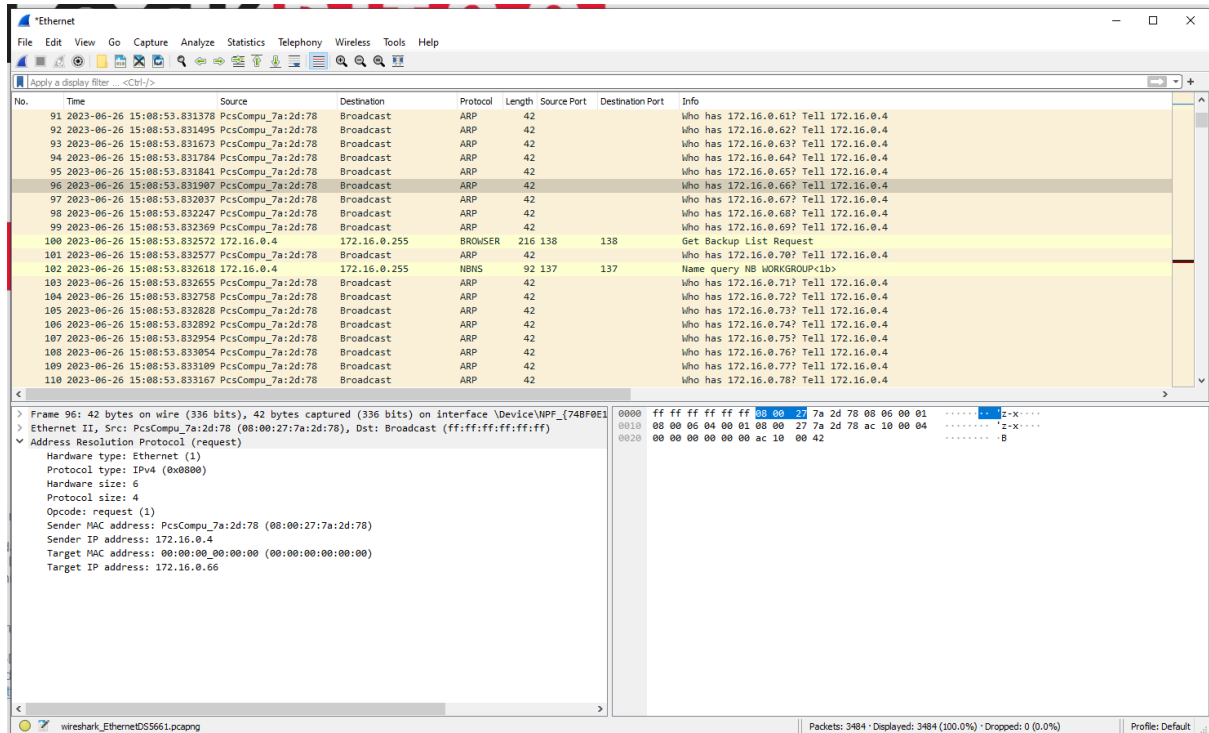 *Ethernet
File Edit View Go Capture Analyze Statistics Telephony Wireless Tools Help
Apply a display filter ... <Ctrl-/>
No. Time Source Destination Protocol Length Source Port Destination Port Info
91 2023-06-26 15:08:53.831378 PcsCompu_7a:2d:78 Broadcast ARP 42 Who has 172.16.0.61? Tell 172.16.0.4
92 2023-06-26 15:08:53.831495 PcsCompu_7a:2d:78 Broadcast ARP 42 Who has 172.16.0.62? Tell 172.16.0.4
93 2023-06-26 15:08:53.831673 PcsCompu_7a:2d:78 Broadcast ARP 42 Who has 172.16.0.63? Tell 172.16.0.4
94 2023-06-26 15:08:53.831784 PcsCompu_7a:2d:78 Broadcast ARP 42 Who has 172.16.0.64? Tell 172.16.0.4
95 2023-06-26 15:08:53.831841 PcsCompu_7a:2d:78 Broadcast ARP 42 Who has 172.16.0.65? Tell 172.16.0.4
96 2023-06-26 15:08:53.831907 PcsCompu_7a:2d:78 Broadcast ARP 42 Who has 172.16.0.66? Tell 172.16.0.4
97 2023-06-26 15:08:53.832037 PcsCompu_7a:2d:78 Broadcast ARP 42 Who has 172.16.0.67? Tell 172.16.0.4
98 2023-06-26 15:08:53.832247 PcsCompu_7a:2d:78 Broadcast ARP 42 Who has 172.16.0.68? Tell 172.16.0.4
99 2023-06-26 15:08:53.832369 PcsCompu_7a:2d:78 Broadcast ARP 42 Who has 172.16.0.69? Tell 172.16.0.4
100 2023-06-26 15:08:53.832572 172.16.0.4 172.16.0.255 BROWSER 216 138 138 Get Backup List Request
101 2023-06-26 15:08:53.832577 PcsCompu_7a:2d:78 Broadcast ARP 42 Who has 172.16.0.70? Tell 172.16.0.4
102 2023-06-26 15:08:53.832618 172.16.0.4 172.16.0.255 NBNS 92 137 137 Name query NB WORKGROUP<1b>
103 2023-06-26 15:08:53.832655 PcsCompu_7a:2d:78 Broadcast ARP 42 Who has 172.16.0.71? Tell 172.16.0.4
104 2023-06-26 15:08:53.832758 PcsCompu_7a:2d:78 Broadcast ARP 42 Who has 172.16.0.72? Tell 172.16.0.4
105 2023-06-26 15:08:53.832828 PcsCompu_7a:2d:78 Broadcast ARP 42 Who has 172.16.0.73? Tell 172.16.0.4
106 2023-06-26 15:08:53.832892 PcsCompu_7a:2d:78 Broadcast ARP 42 Who has 172.16.0.74? Tell 172.16.0.4
107 2023-06-26 15:08:53.832954 PcsCompu_7a:2d:78 Broadcast ARP 42 Who has 172.16.0.75? Tell 172.16.0.4
108 2023-06-26 15:08:53.833054 PcsCompu_7a:2d:78 Broadcast ARP 42 Who has 172.16.0.76? Tell 172.16.0.4
109 2023-06-26 15:08:53.833109 PcsCompu_7a:2d:78 Broadcast ARP 42 Who has 172.16.0.77? Tell 172.16.0.4
110 2023-06-26 15:08:53.833167 PcsCompu_7a:2d:78 Broadcast ARP 42 Who has 172.16.0.78? Tell 172.16.0.4
Frame 96: 42 bytes on wire (336 bits), 42 bytes captured (336 bits) on interface \Device\NPF_{74BF0E1
Ethernet II, Src: PcsCompu_7a:2d:78 (08:00:27:7a:2d:78), Dst: Broadcast (ff:ff:ff:ff:ff:ff)
Address Resolution Protocol (request)
Hardware type: Ethernet (1)
Protocol type: IPv4 (0x0800)
Hardware size: 6
Protocol size: 4
Opcode: request (1)
Sender MAC address: PcsCompu_7a:2d:78 (08:00:27:7a:2d:78)
Sender IP address: 172.16.0.4
Target MAC address: 00:00:00_00:00:00 (00:00:00:00:00:00)
Target IP address: 172.16.0.66
0000 ff ff ff ff ff ff 08 00 27 7a 2d 78 08 06 00 01 ········ 'z-x····
0010 08 00 06 04 00 01 08 00 27 7a 2d 78 ac 10 00 04 ········ 'z-x····
0020 00 00 00 00 00 00 ac 10 00 42 ········ ·B
wireshark_EthernetDS5661.pcapng
Packets: 3484 · Displayed: 3484 (100.0%) · Dropped: 0 (0.0%)
Profile: Default